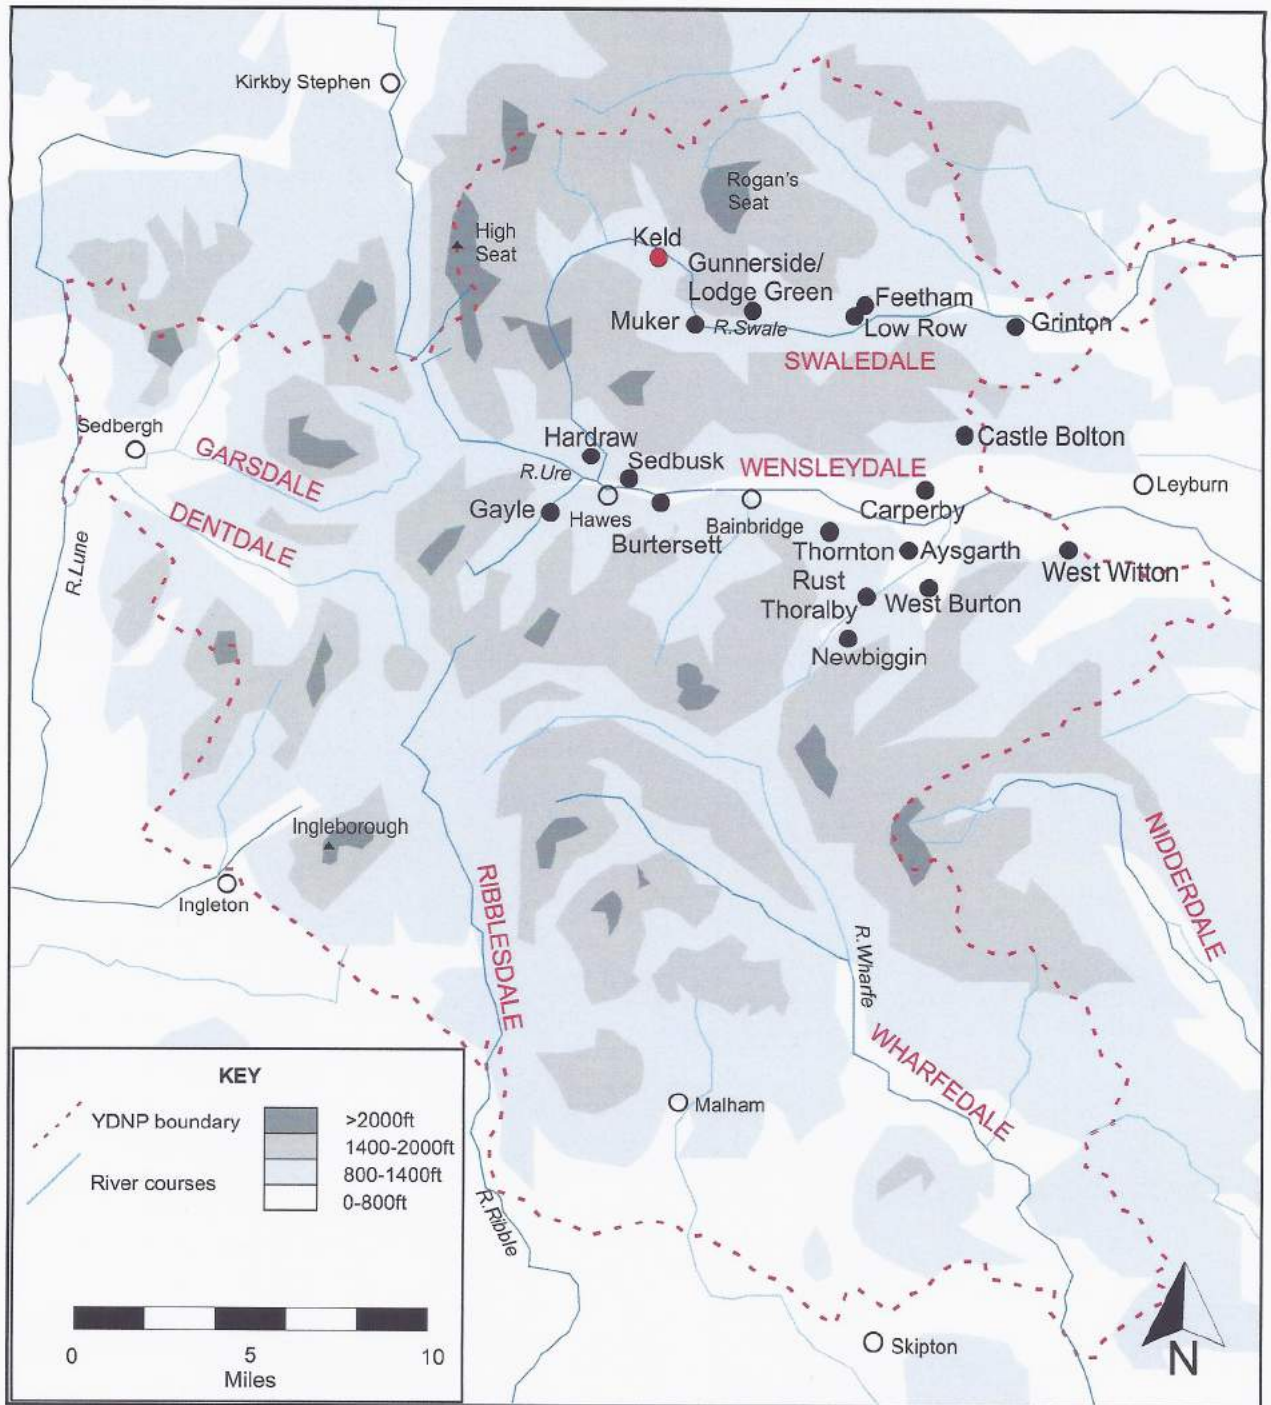 Kirkby Stephen
Rogan's
Seat
High
Seat
Keld
Gunnerside/
Lodge Green
Feetham
Muker
R.Swale
Low Row
Grinton
SWALEDALE
Sedbergh
GARSDALE
Hardraw
Castle Bolton
R.Ure
Sedbusk
WENSLEYDALE
Leyburn
Gayle
Hawes
Carperby
DENTDALE
Bainbridge
Burtersett
Thornton
Rust
Aysgarth
West Witton
R.Lune
Thoralby
West Burton
Newbiggin
Ingleborough
NIDDERDALE
Ingleton
RIBBLESDALE
R.Wharfe
WHARFEDALE
Malham
R.Ribble
Skipton
KEY
YDNP boundary
River courses
>2000ft
1400-2000ft
800-1400ft
0-800ft
0 5 10
Miles
N